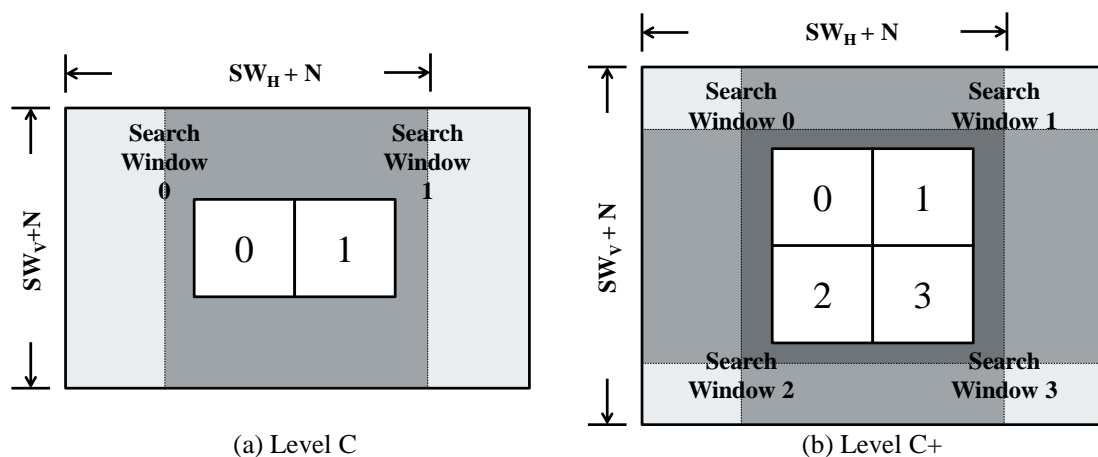 SW_H + N
Search
Window
0
Search
Window
1
SW_V+N
0 1
(a) Level C
SW_H + N
Search
Window 0
Search
Window 1
SW_V + N
0 1
2 3
Search
Window 2
Search
Window 3
(b) Level C+